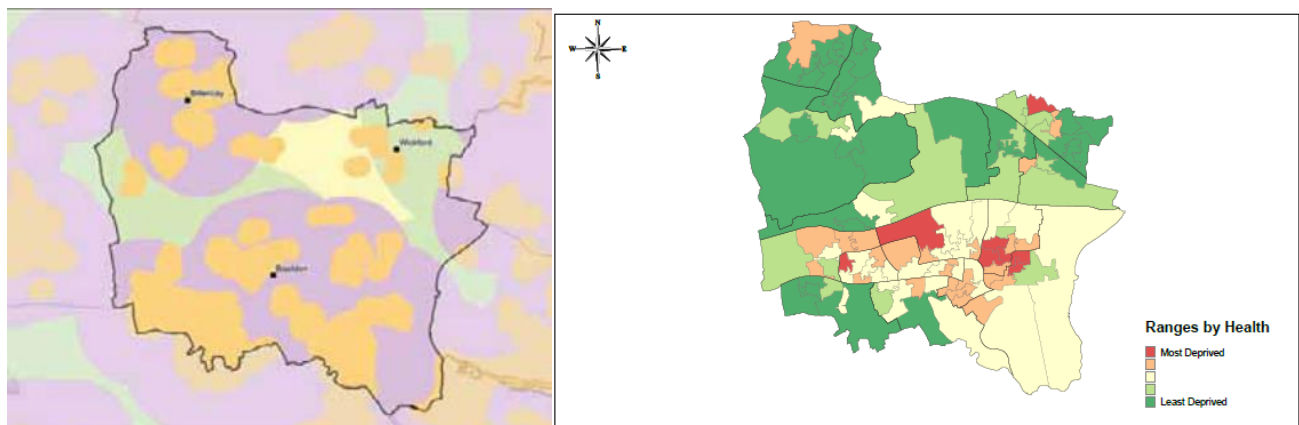 Billericay
Wickford
Basildon
N
W E
S
Ranges by Health
Most Deprived
Least Deprived